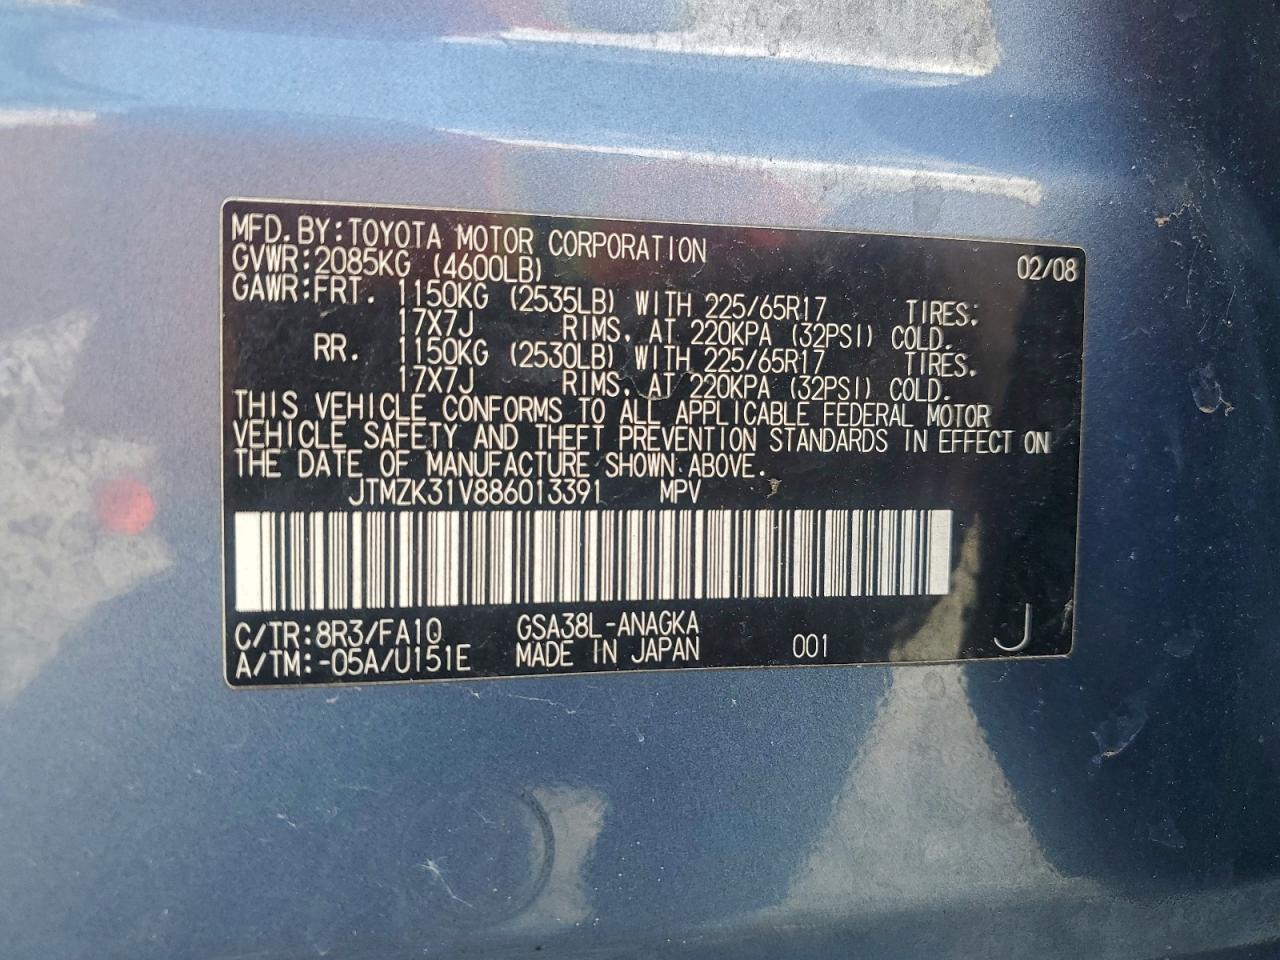 MFD. BY: TOYOTA MOTOR CORPORATION
GVWR: 2085KG (4600LB) 02/08
GAWR: FRT. 1150KG (2535LB) WITH 225/65R17 TIRES:
17X7J RIMS, AT 220KPA (32PSI) COLD.
RR. 1150KG (2530LB) WITH 225/65R17 TIRES.
17X7J RIMS, AT 220KPA (32PSI) COLD.
THIS VEHICLE CONFORMS TO ALL APPLICABLE FEDERAL MOTOR
VEHICLE SAFETY AND THEFT PREVENTION STANDARDS IN EFFECT ON
THE DATE OF MANUFACTURE SHOWN ABOVE.
JTMZK31V886013391 MPV
C/TR: 8R3/FA10 GSA38L-ANAGKA
A/TM: -05A/U151E MADE IN JAPAN 001 J